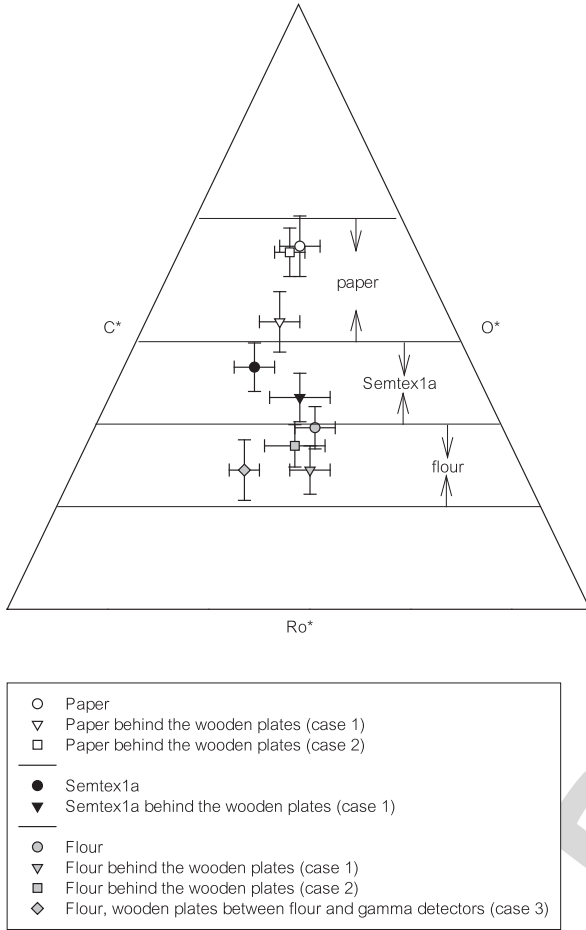 paper
C*
O*
Semtex1a
flour
Ro*
Paper
Paper behind the wooden plates (case 1)
Paper behind the wooden plates (case 2)
Semtex1a
Semtex1a behind the wooden plates (case 1)
Flour
Flour behind the wooden plates (case 1)
Flour behind the wooden plates (case 2)
Flour, wooden plates between flour and gamma detectors (case 3)